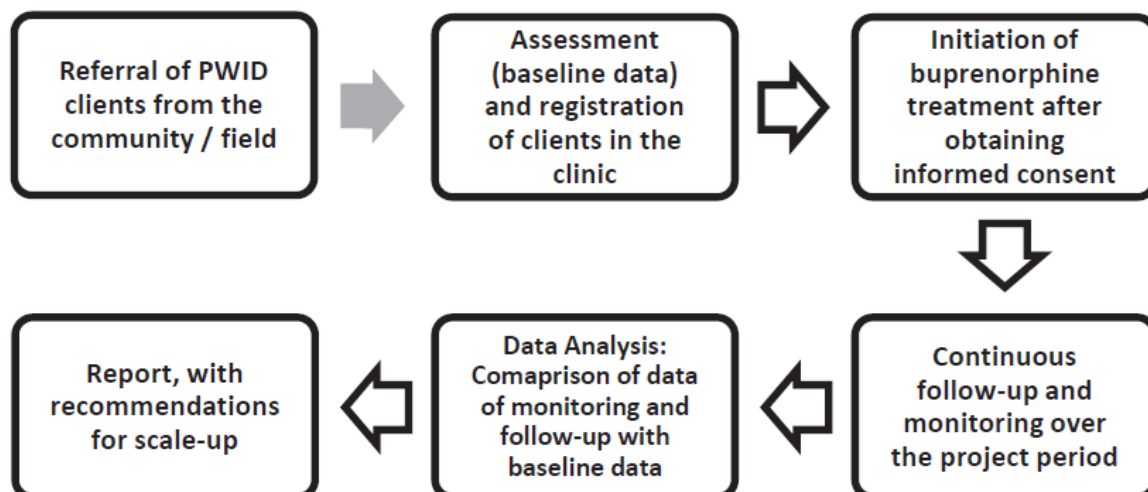 Referral of PWID
clients from the
community / field
Assessment
(baseline data)
and registration
of clients in the
clinic
Initiation of
buprenorphine
treatment after
obtaining
informed consent
Continuous
follow-up and
monitoring over
the project period
Data Analysis:
Comaprison of data
of monitoring and
follow-up with
baseline data
Report, with
recommendations
for scale-up